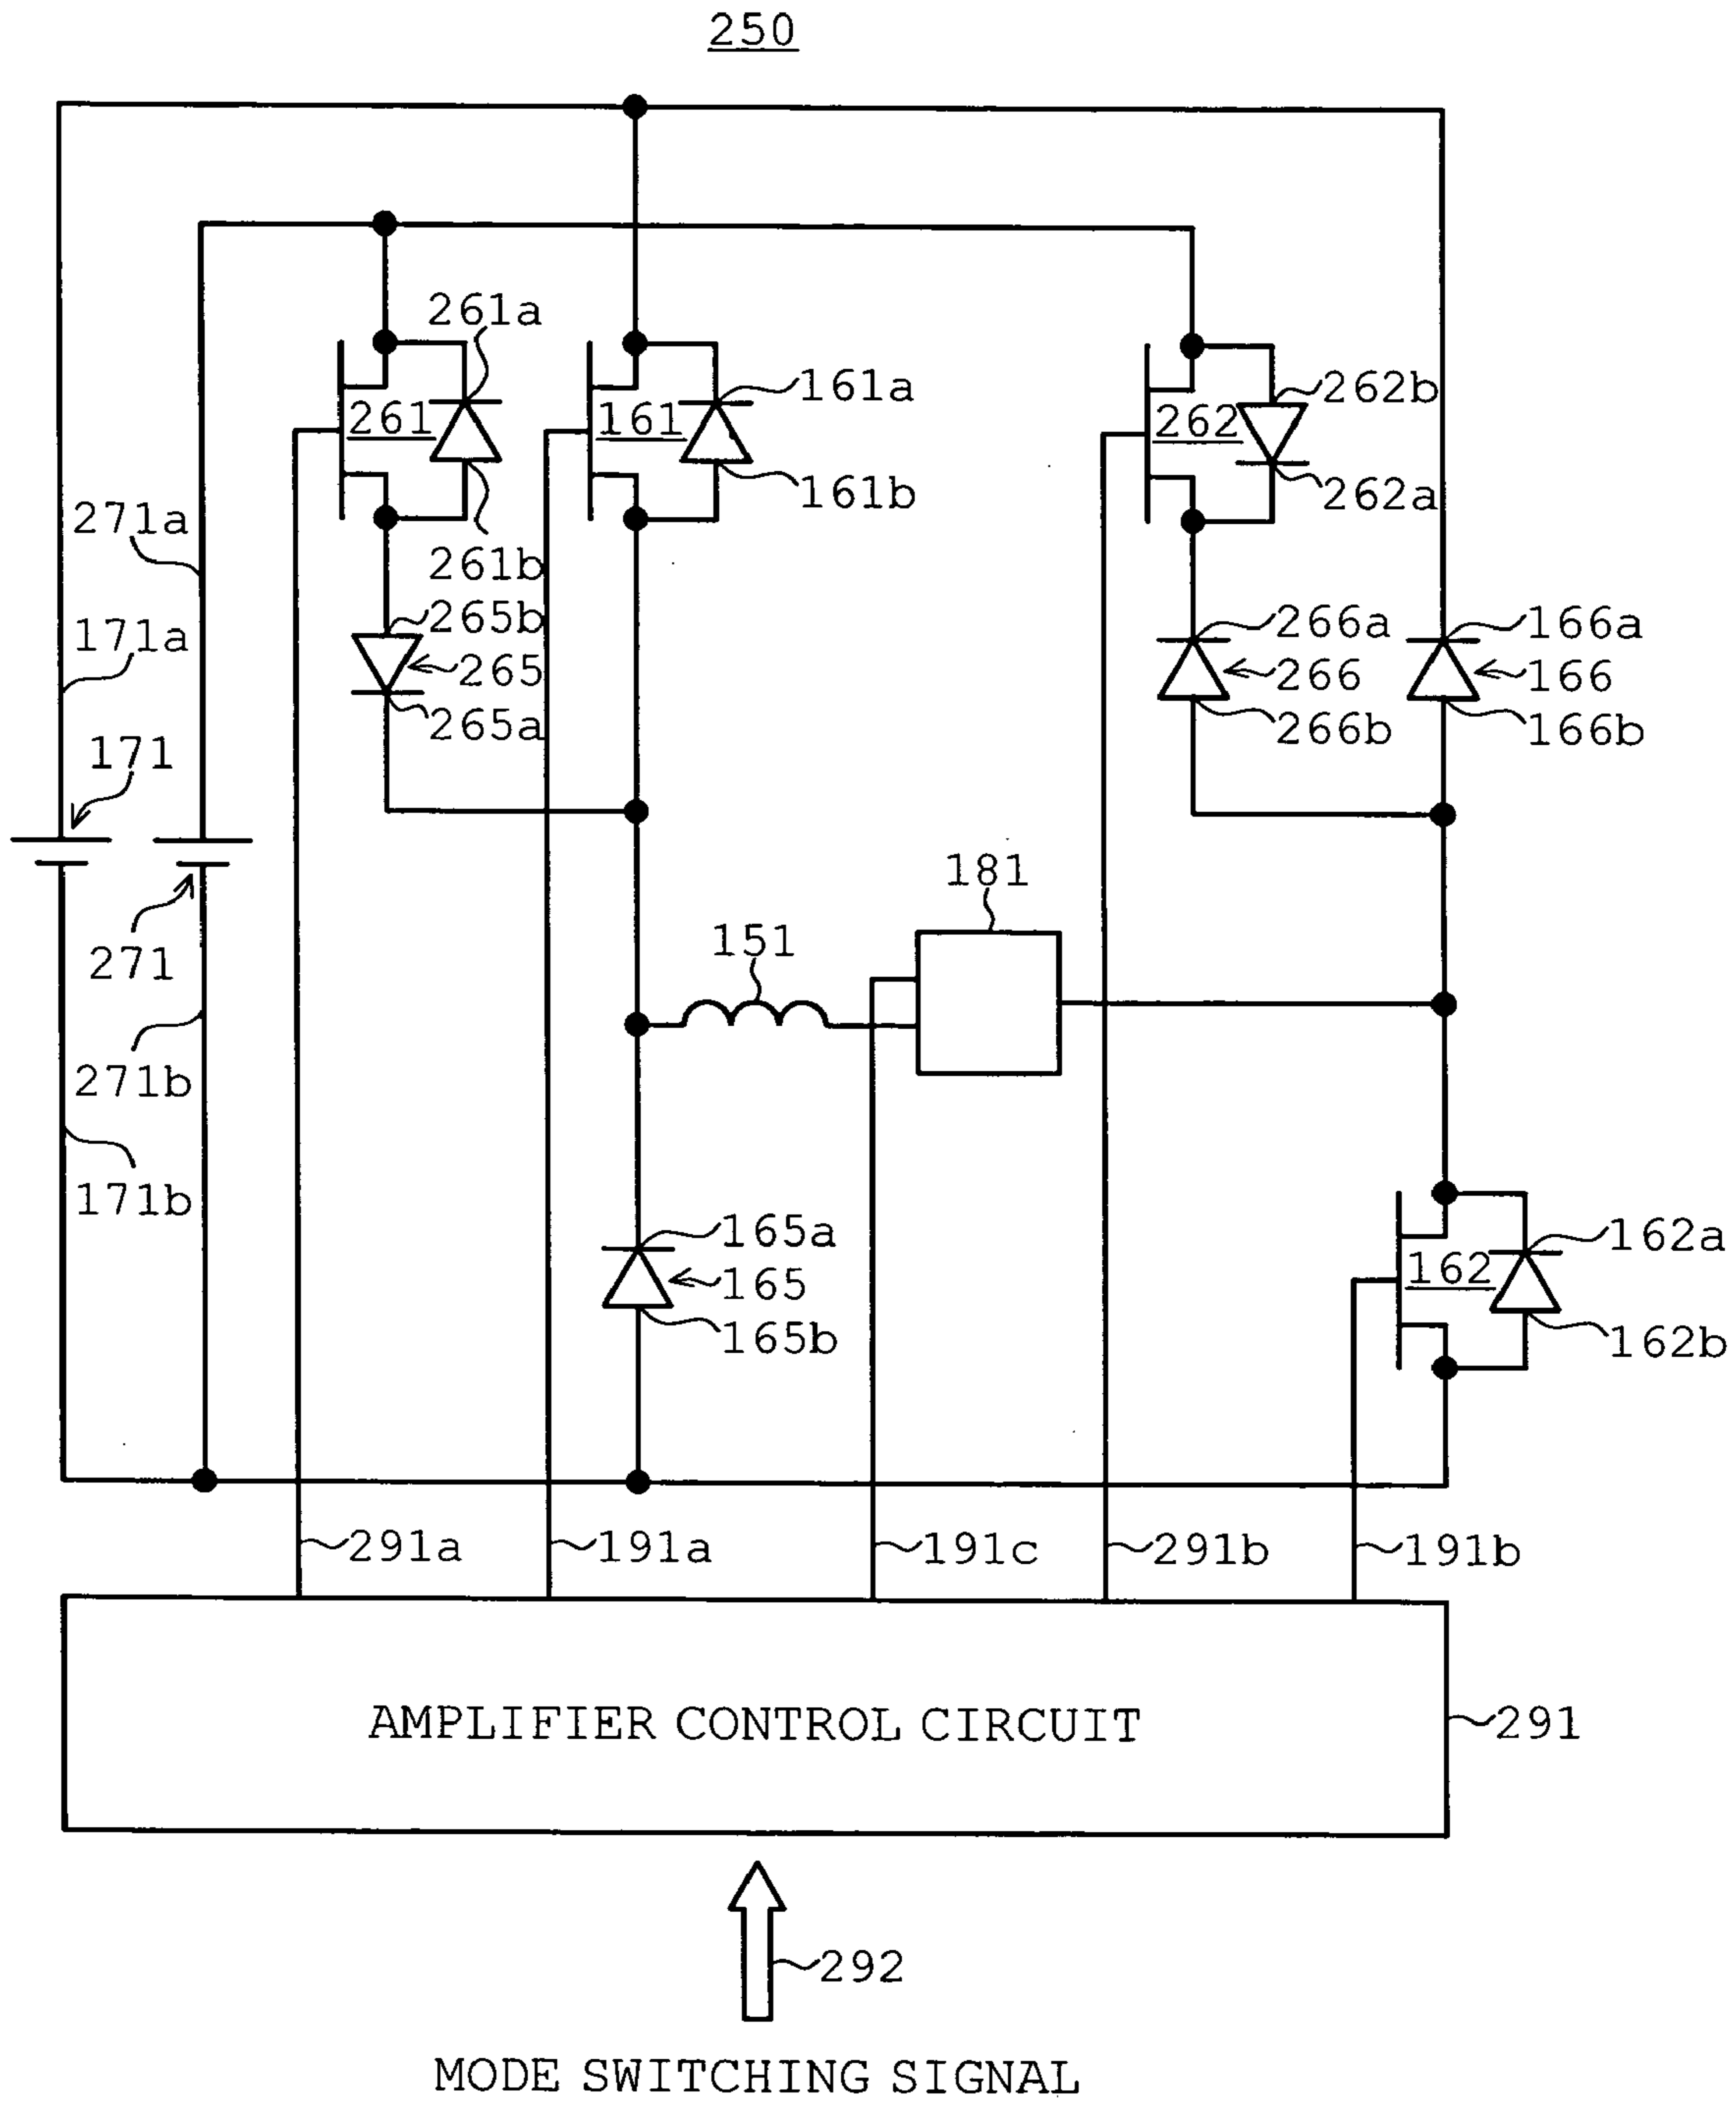 250
261a
161a
262b
261
161
262
161b
262a
271a
261b
265b
266a
166a
171a
265
266
166
265a
266b
166b
171
181
151
271
271b
171b
165a
162a
165
162
165b
162b
291a
191a
191c
291b
191b
AMPLIFIER CONTROL CIRCUIT
291
292
MODE SWITCHING SIGNAL